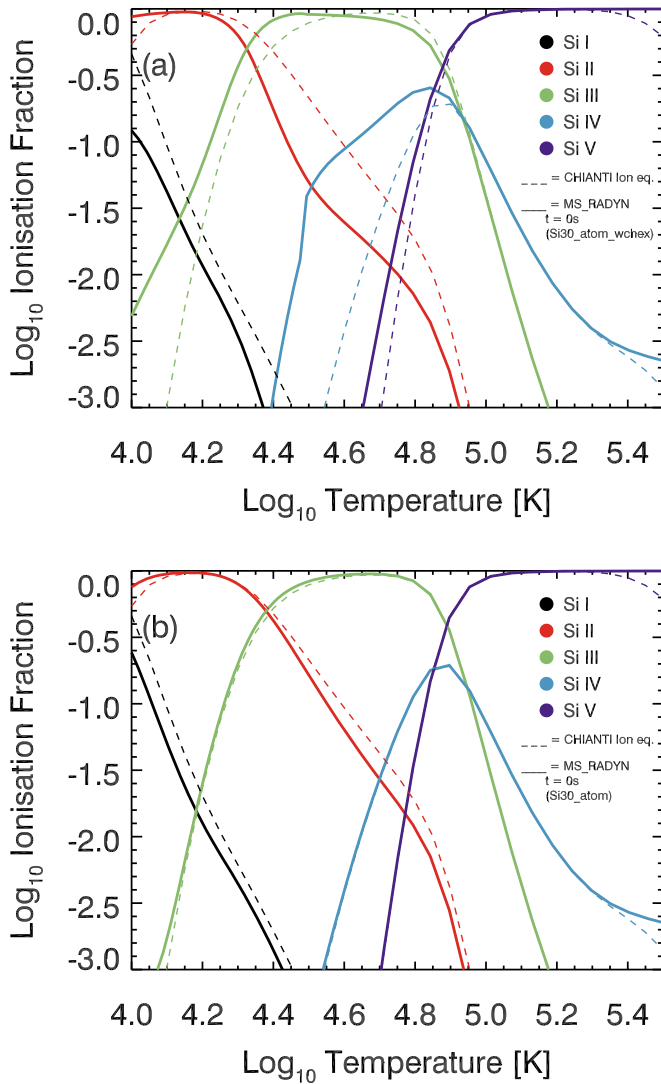 0.0
-0.5
-1.0
-1.5
-2.0
-2.5
-3.0
Log10 Ionisation Fraction
(a)
Si I
Si II
Si III
Si IV
Si V
= CHIANTI Ion eq.
= MS_RADYN
t = 0s
(Si30_atom_wchex)
4.0 4.2 4.4 4.6 4.8 5.0 5.2 5.4
Log10 Temperature [K]
0.0
-0.5
-1.0
-1.5
-2.0
-2.5
-3.0
Log10 Ionisation Fraction
(b)
Si I
Si II
Si III
Si IV
Si V
= CHIANTI Ion eq.
= MS_RADYN
t = 0s
(Si30_atom)
4.0 4.2 4.4 4.6 4.8 5.0 5.2 5.4
Log10 Temperature [K]